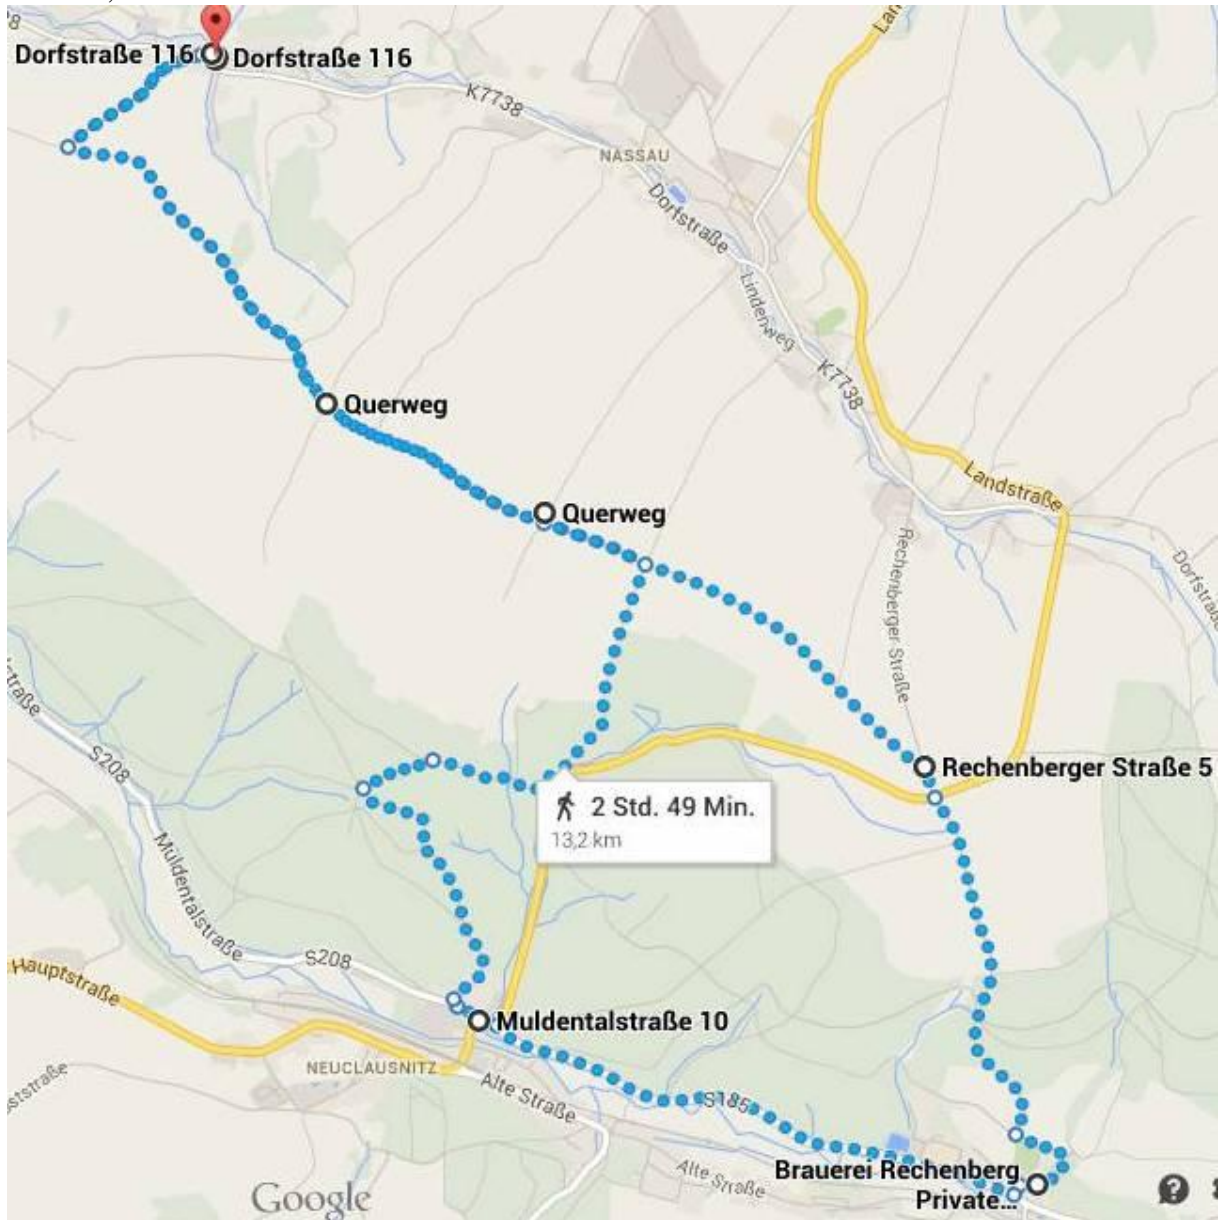 Dorfstraße 116
Dorfstraße 116
K7738
NASSAU
Dorfstraße
Lindenweg
K7738
Querweg
Landstraße
Querweg
Rechenberger Straße
Dorfstraße
S208
Rechenberger Straße 5
2 Std. 49 Min.
13,2 km
Muldentalstraße
S208
Hauptstraße
Muldentalstraße 10
NEUCLAUSNITZ
Alte Straße
S185
Alte Straße
Brauerei Rechenberg
Private...
Google
?